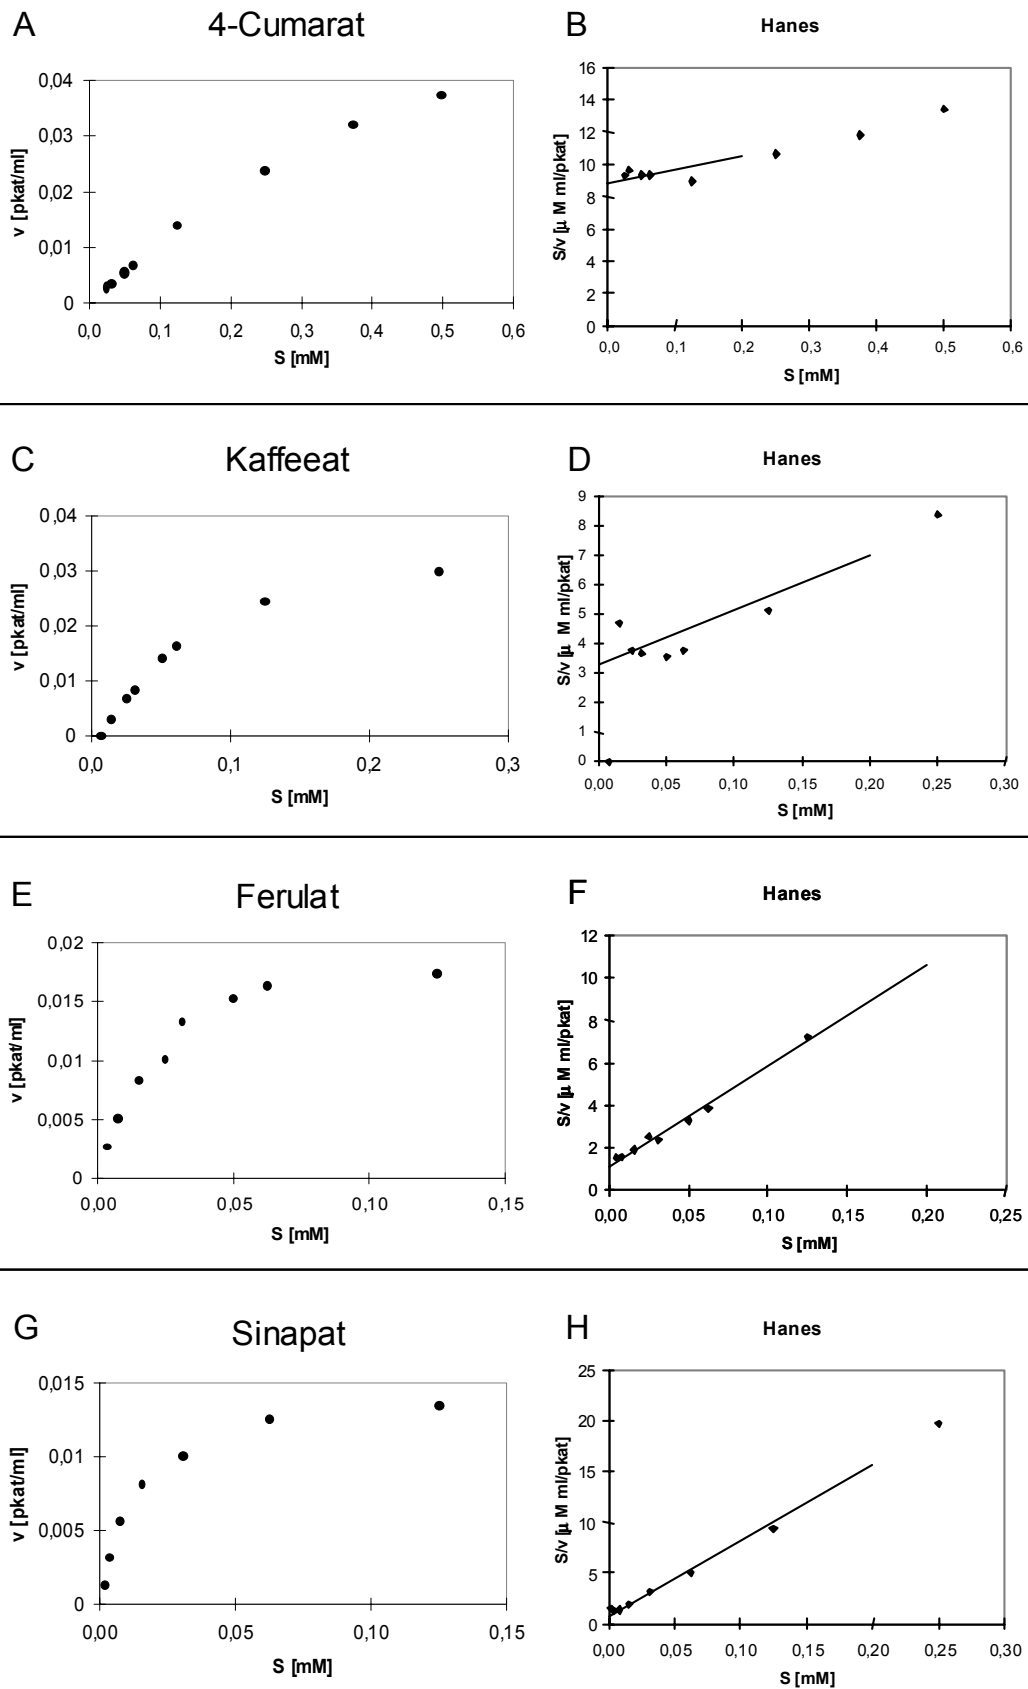 A
4-Cumarat
B
Hanes
v [pkat/ml]
0,04
0,03
0,02
0,01
0
0,0 0,1 0,2 0,3 0,4 0,5 0,6
S [mM]
S/v [µ M ml/pkat]
16
14
12
10
8
6
4
2
0
0,0 0,1 0,2 0,3 0,4 0,5 0,6
S [mM]
C
Kaffeeat
D
Hanes
v [pkat/ml]
0,04
0,03
0,02
0,01
0
0,0 0,1 0,2 0,3
S [mM]
S/v [µ M ml/pkat]
9
8
7
6
5
4
3
2
1
0
0,00 0,05 0,10 0,15 0,20 0,25 0,30
S [mM]
E
Ferulat
F
Hanes
v [pkat/ml]
0,02
0,015
0,01
0,005
0
0,00 0,05 0,10 0,15
S [mM]
S/v [µ M ml/pkat]
12
10
8
6
4
2
0
0,00 0,05 0,10 0,15 0,20 0,25
S [mM]
G
Sinapat
H
Hanes
v [pkat/ml]
0,015
0,01
0,005
0
0,00 0,05 0,10 0,15
S [mM]
S/v [µ M ml/pkat]
25
20
15
10
5
0
0,00 0,05 0,10 0,15 0,20 0,25 0,30
S [mM]